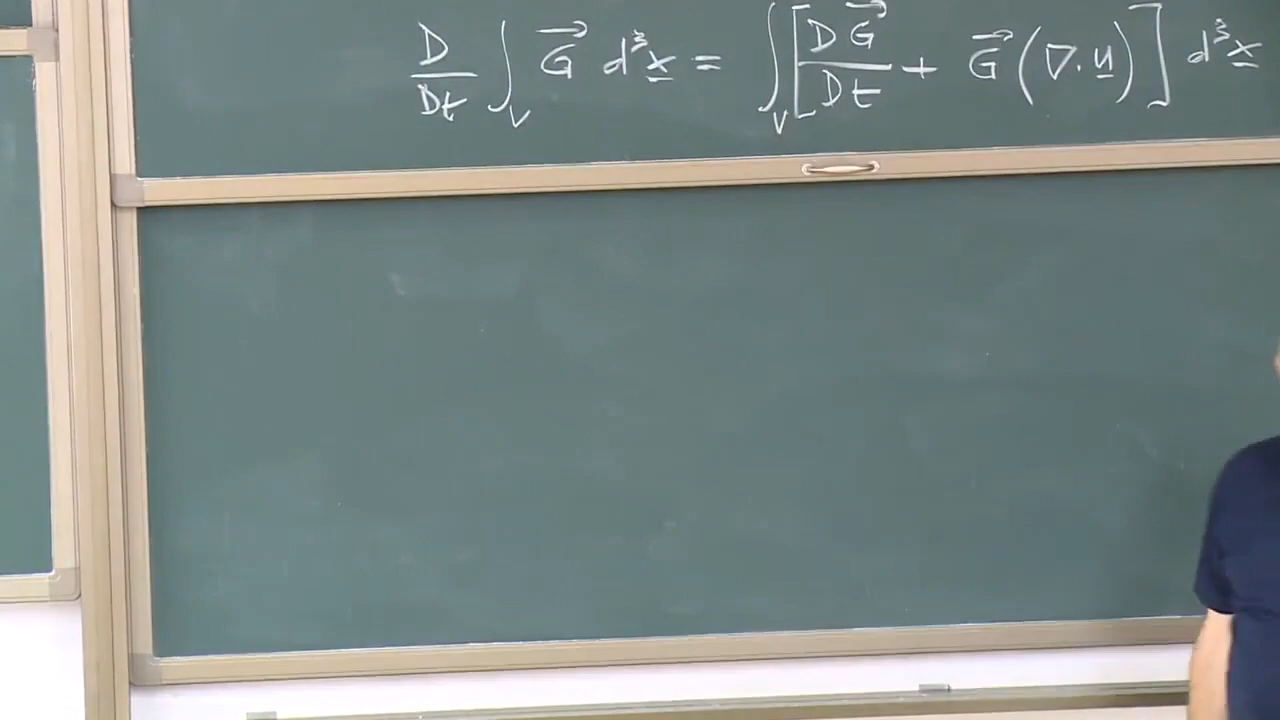 D/Dt ∫_V G⃗ d³x̲ = ∫_V [DG⃗/Dt + G⃗(∇·u̲)] d³x̲